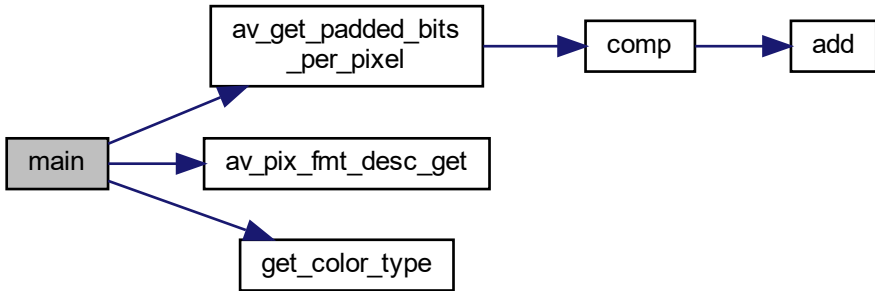 av_get_padded_bits
_per_pixel
comp
add
main
av_pix_fmt_desc_get
get_color_type